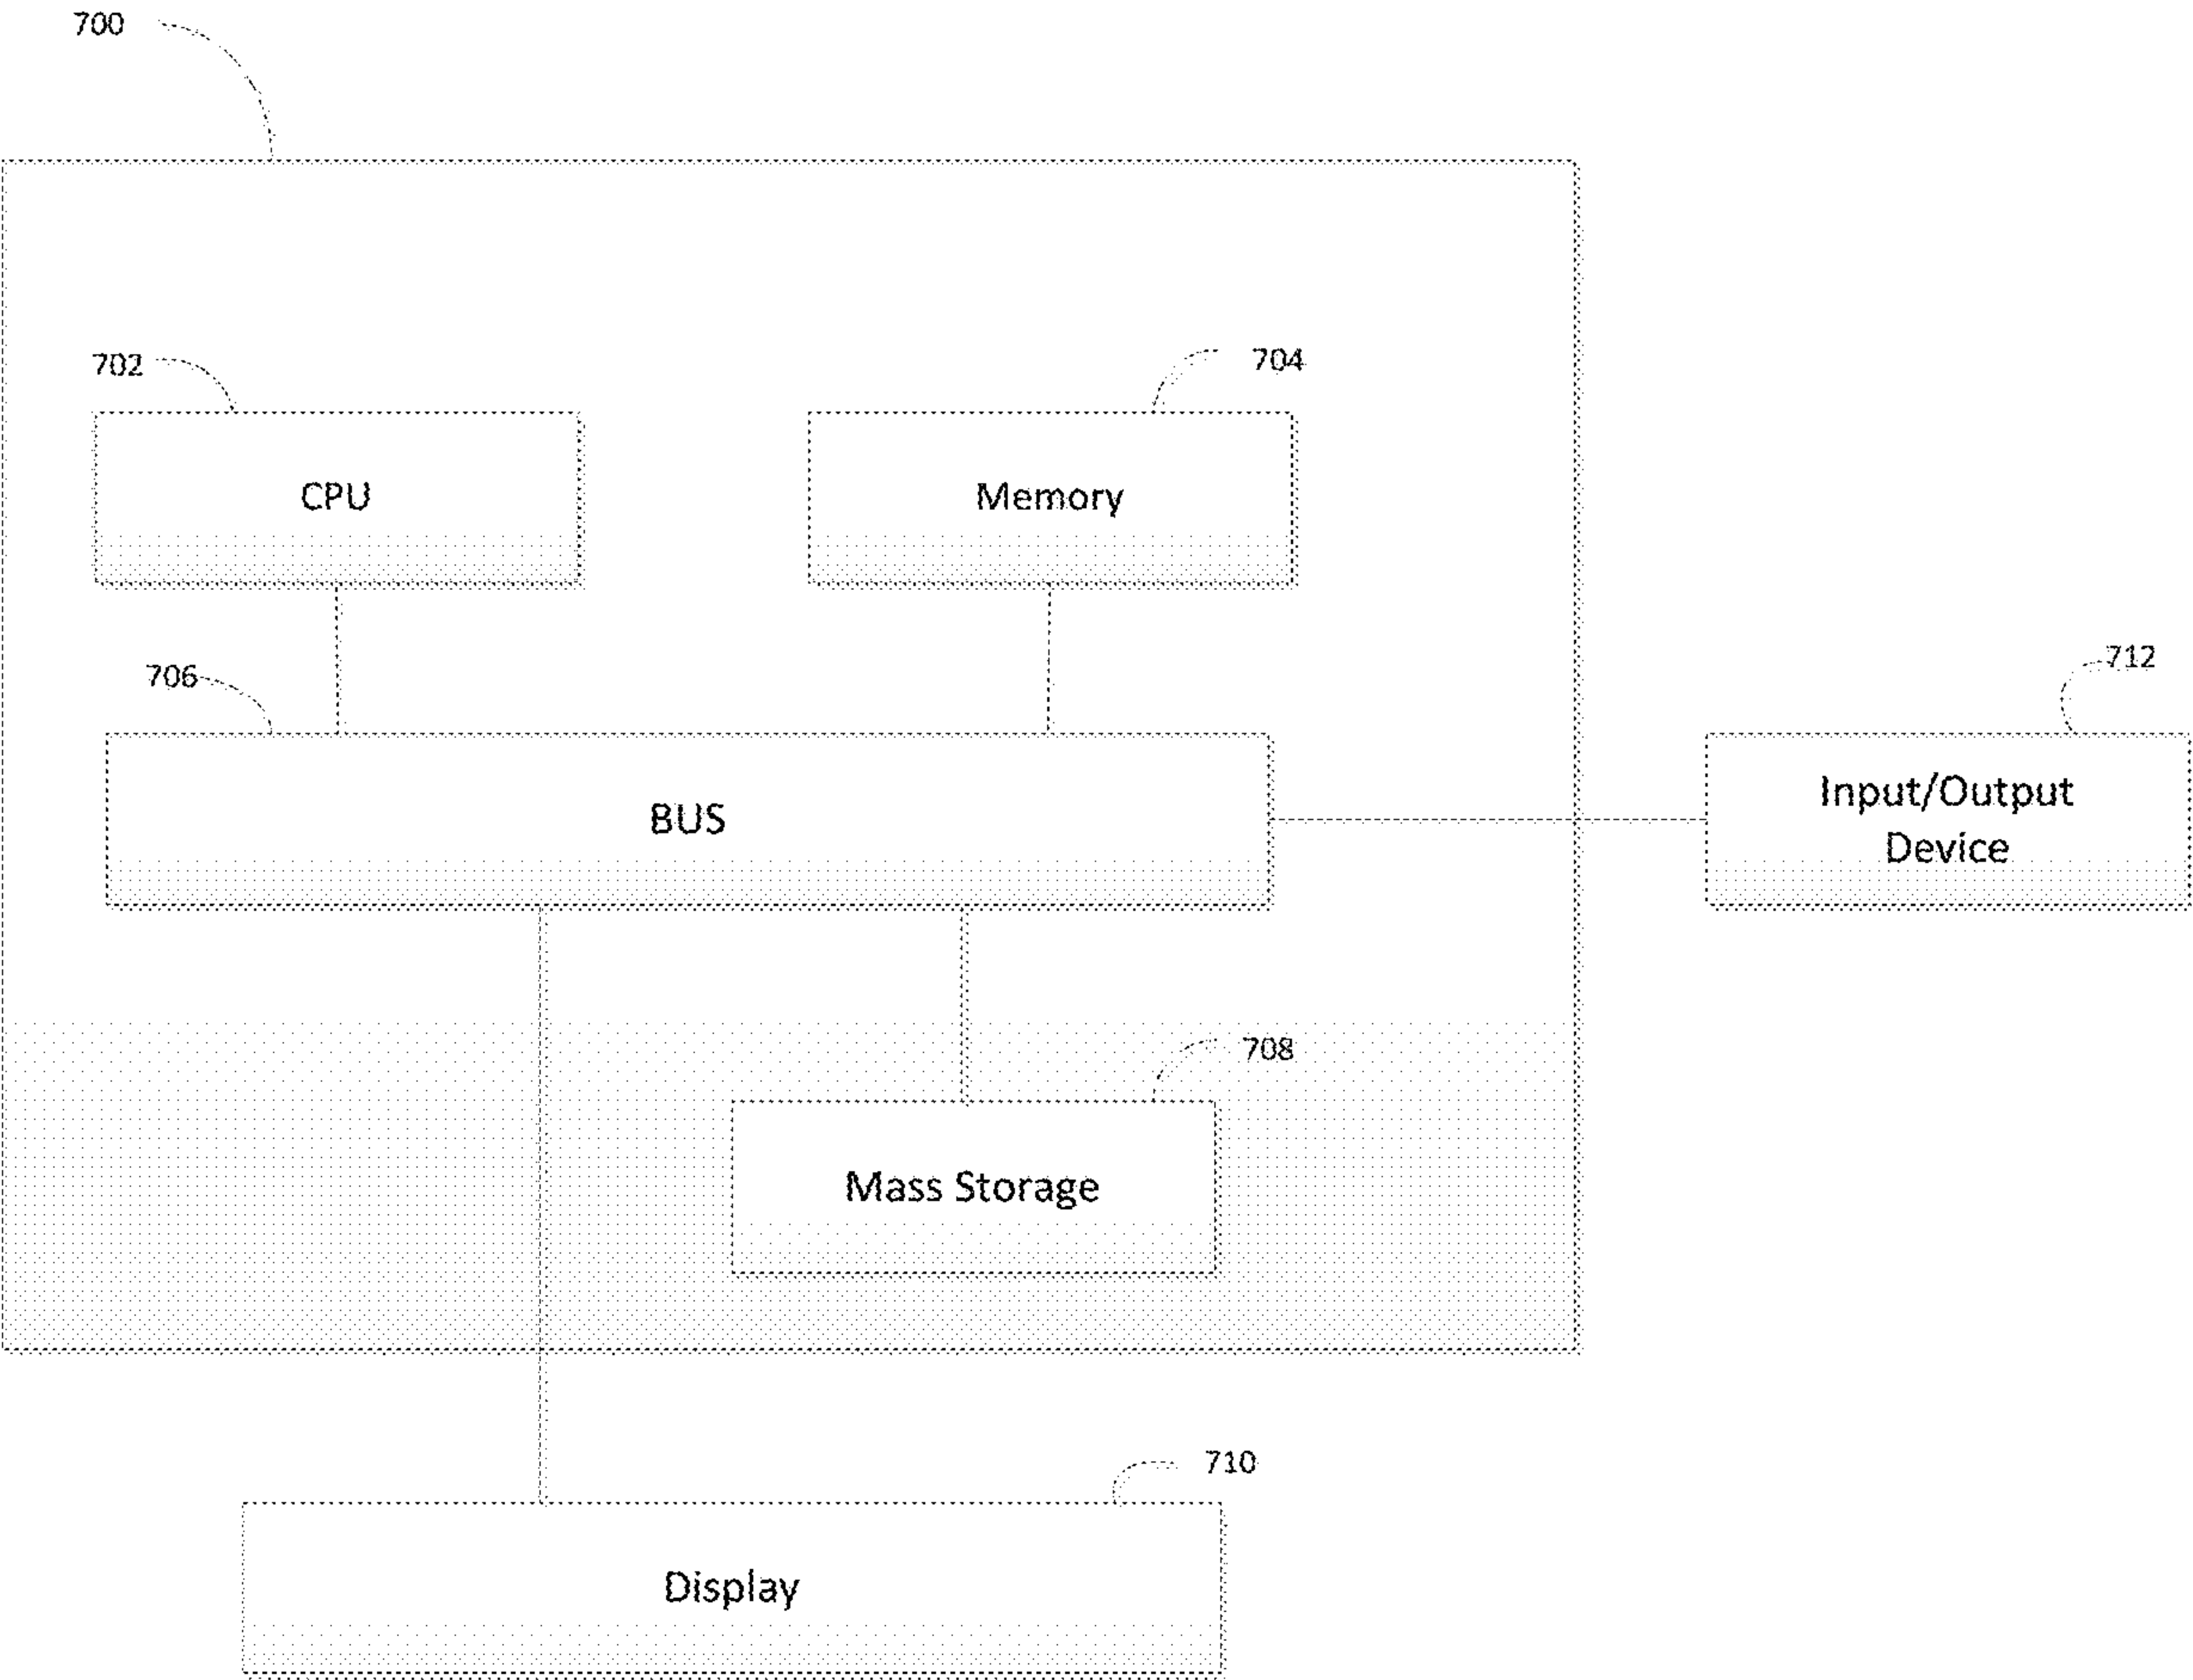 700
702
704
CPU
Memory
706
712
BUS
Input/Output
Device
708
Mass Storage
710
Display